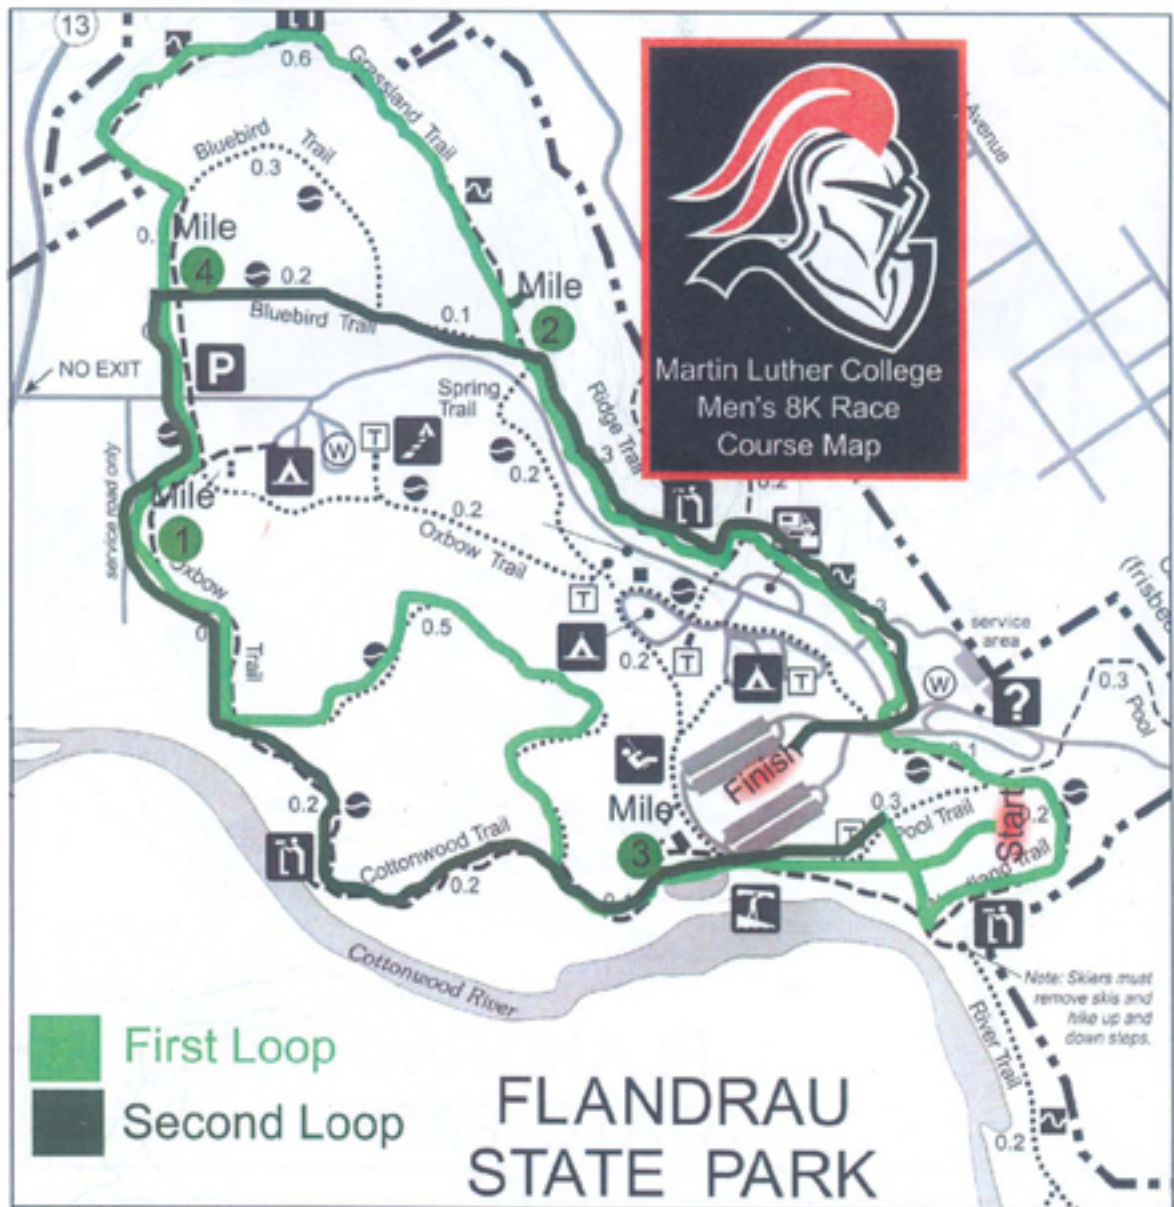 13
0.6
Grassland Trail
Avenue
Bluebird Trail
0.3
Mile
4
0.2
Bluebird Trail
0.1
Mile
2
Martin Luther College
Men's 8K Race
Course Map
NO EXIT
P
Spring
Trail
Ridge Trail
W
T
0.2
0.2
0.2
service road only
Mile
1
Oxbow
Trail
Oxbow Trail
T
0.5
0.2
T
T
service
area
(frisbee
W
?
0.3
Pool
Finish
Mile
3
0.3
T
Pool Trail
Start
0.2
0.2
Cottonwood Trail
0.2
Cottonwood River
Note: Skiers must
remove skis and
hike up and
down steps.
River Trail
0.2
First Loop
Second Loop
FLANDRAU
STATE PARK